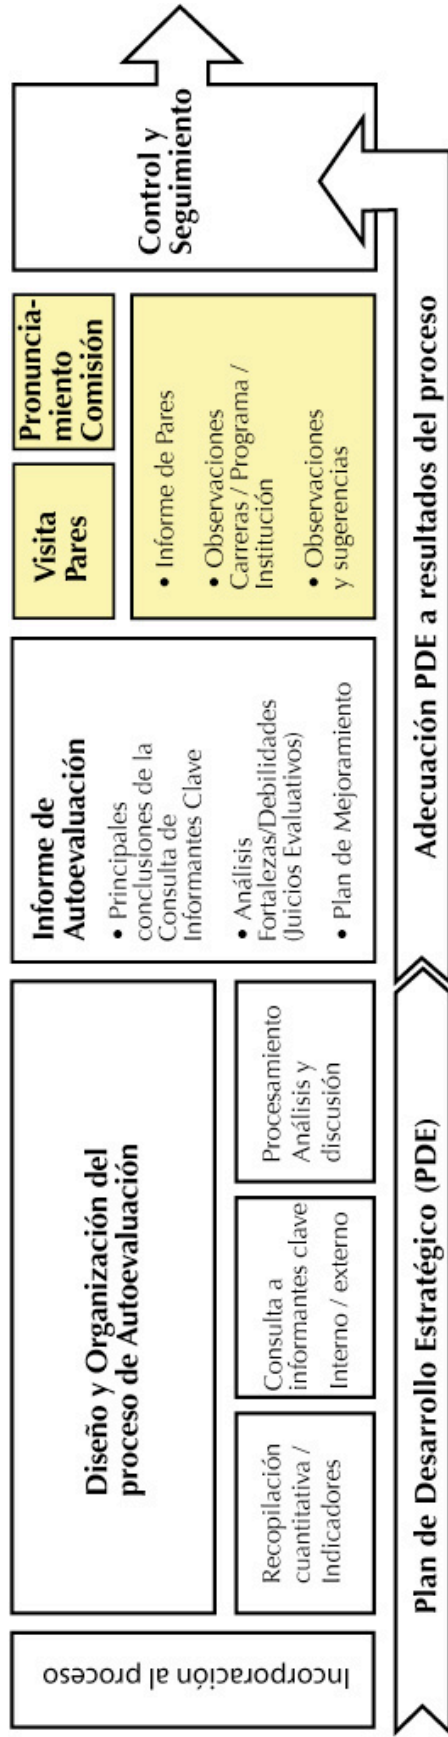 Incorporación al proceso
Diseño y Organización del
proceso de Autoevaluación
Recopilación
cuantitativa /
Indicadores
Consulta a
informantes clave
Interno / externo
Procesamiento
Análisis y
discusión
Informe de
Autoevaluación
• Principales
conclusiones de la
Consulta de
Informantes Clave
• Análisis
Fortalezas/Debilidades
(Juicios Evaluativos)
• Plan de Mejoramiento
Visita
Pares
Pronuncia-
miento
Comisión
• Informe de Pares
• Observaciones
Carreras / Programa /
Institución
• Observaciones
y sugerencias
Control y
Seguimiento
Plan de Desarrollo Estratégico (PDE)
Adecuación PDE a resultados del proceso